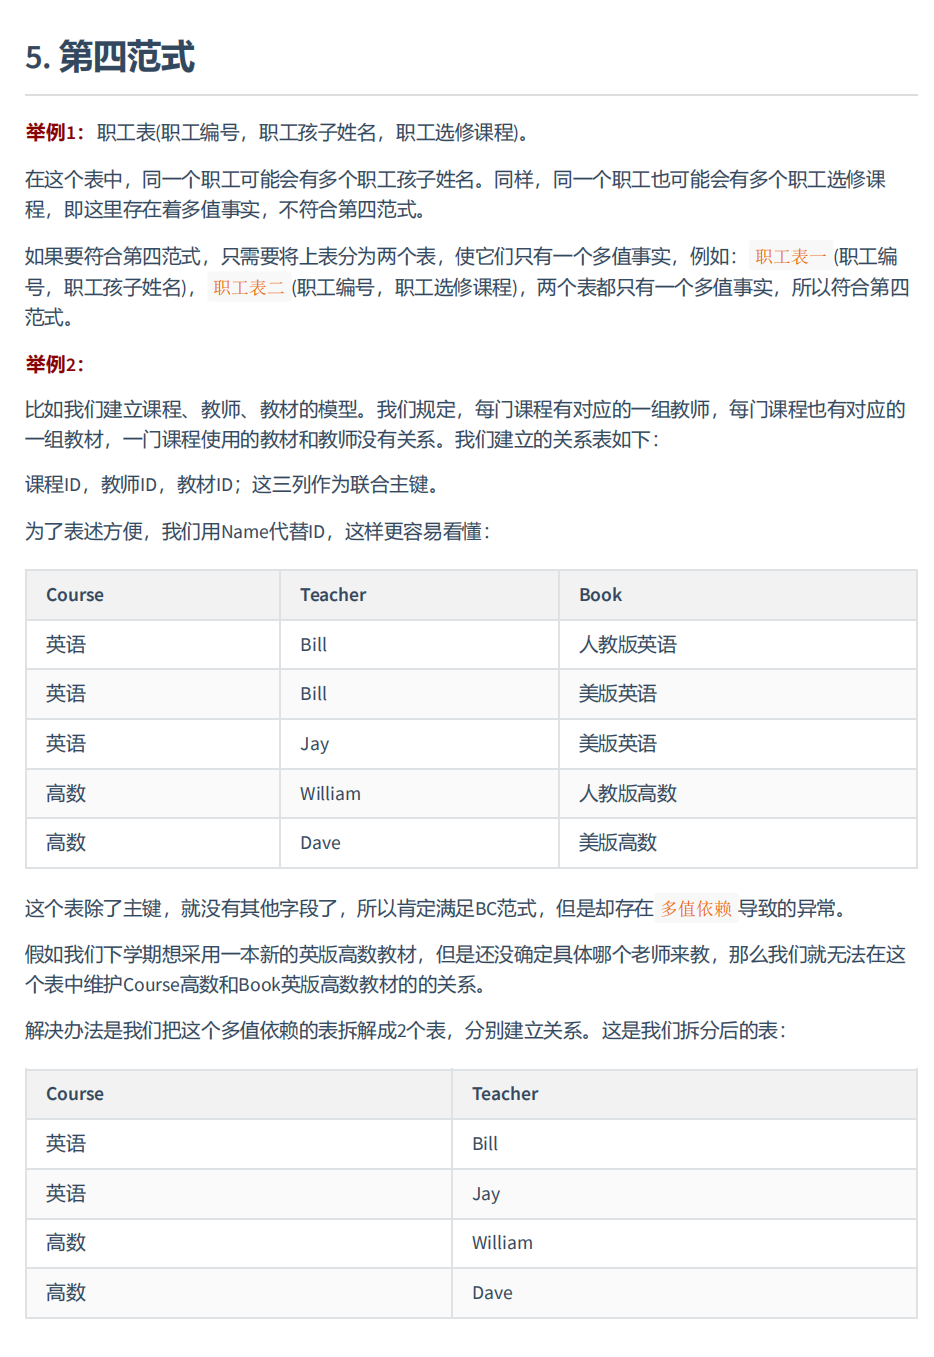 5. 第四范式
举例1：职工表(职工编号，职工孩子姓名，职工选修课程)。
在这个表中，同一个职工可能会有多个职工孩子姓名。同样，同一个职工也可能会有多个职工选修课
程，即这里存在着多值事实，不符合第四范式。
如果要符合第四范式，只需要将上表分为两个表，使它们只有一个多值事实，例如： 职工表一 (职工编
号，职工孩子姓名)， 职工表二 (职工编号，职工选修课程)，两个表都只有一个多值事实，所以符合第四
范式。
举例2：
比如我们建立课程、教师、教材的模型。我们规定，每门课程有对应的一组教师，每门课程也有对应的
一组教材，一门课程使用的教材和教师没有关系。我们建立的关系表如下：
课程ID，教师ID，教材ID；这三列作为联合主键。
为了表述方便，我们用Name代替ID，这样更容易看懂：
Course Teacher Book
英语 Bill 人教版英语
英语 Bill 美版英语
英语 Jay 美版英语
高数 William 人教版高数
高数 Dave 美版高数
这个表除了主键，就没有其他字段了，所以肯定满足BC范式，但是却存在 多值依赖 导致的异常。
假如我们下学期想采用一本新的英版高数教材，但是还没确定具体哪个老师来教，那么我们就无法在这
个表中维护Course高数和Book英版高数教材的的关系。
解决办法是我们把这个多值依赖的表拆解成2个表，分别建立关系。这是我们拆分后的表：
Course Teacher
英语 Bill
英语 Jay
高数 William
高数 Dave